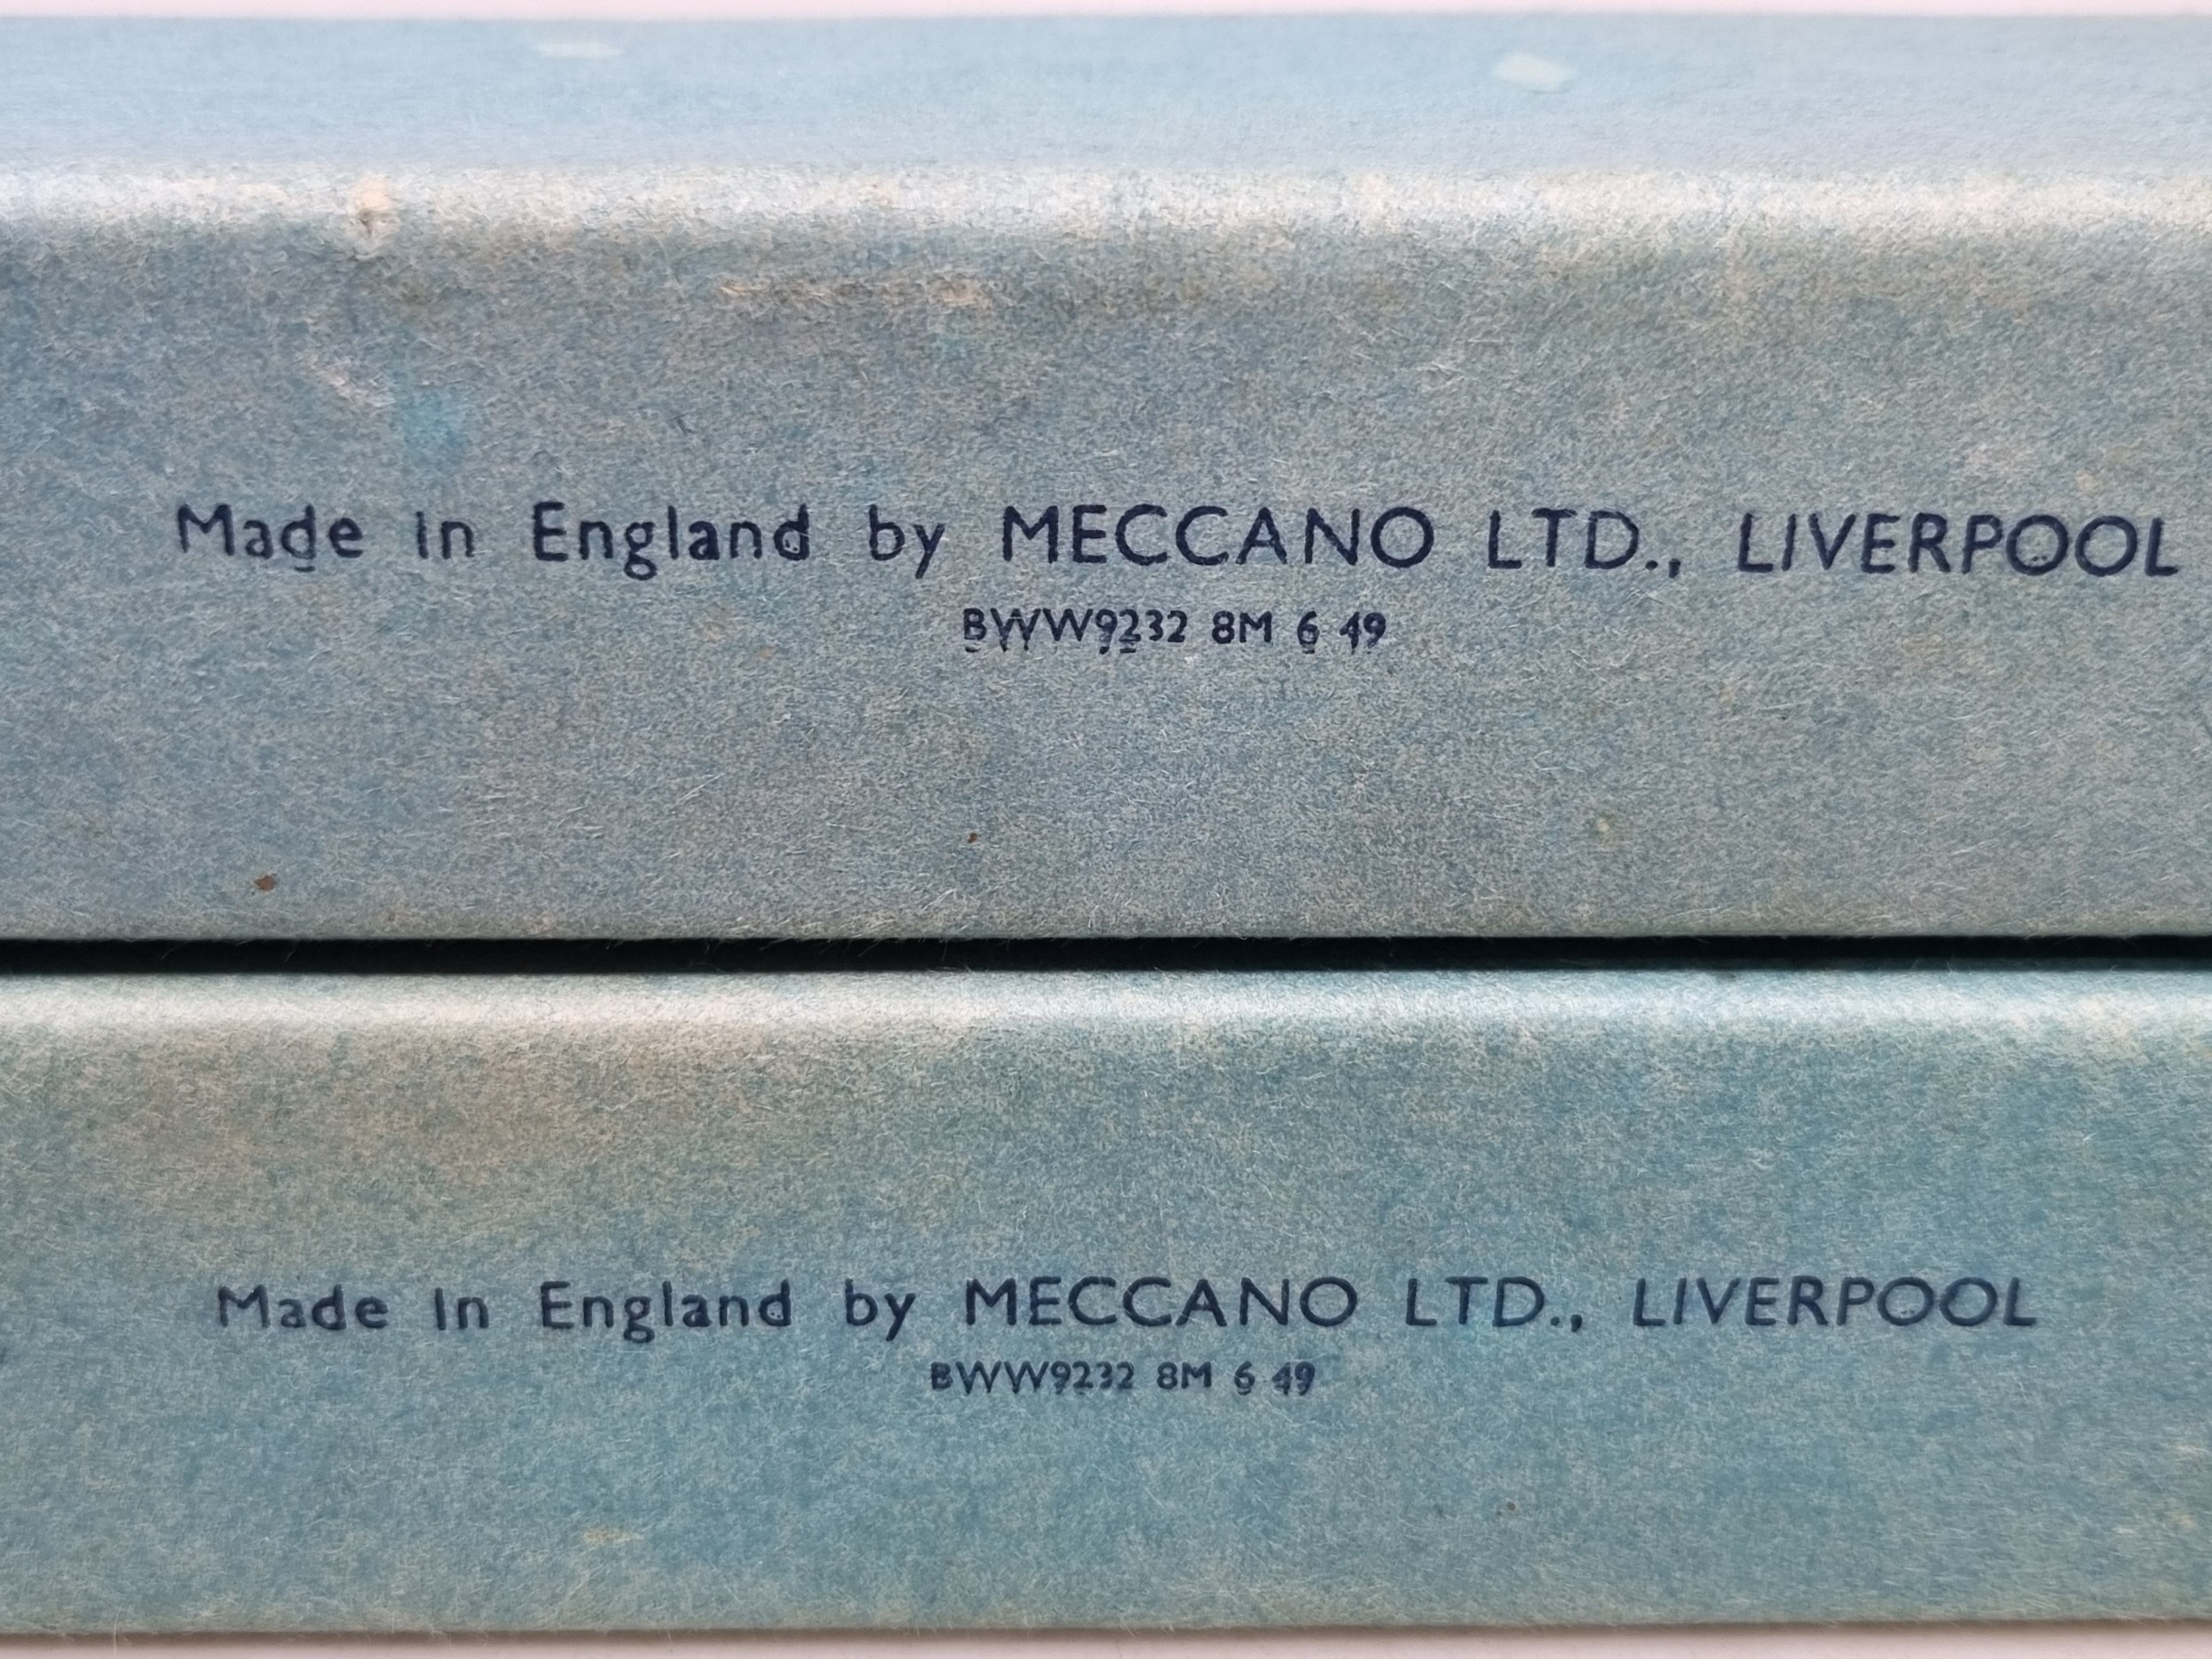 Made in England by MECCANO LTD., LIVERPOOL
BWW9232 8M 6 49
Made in England by MECCANO LTD., LIVERPOOL
BWW9232 8M 6 49